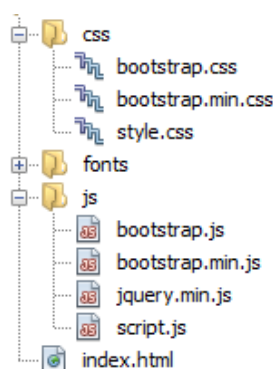 css
bootstrap.css
bootstrap.min.css
style.css
fonts
js
bootstrap.js
bootstrap.min.js
jquery.min.js
script.js
index.html